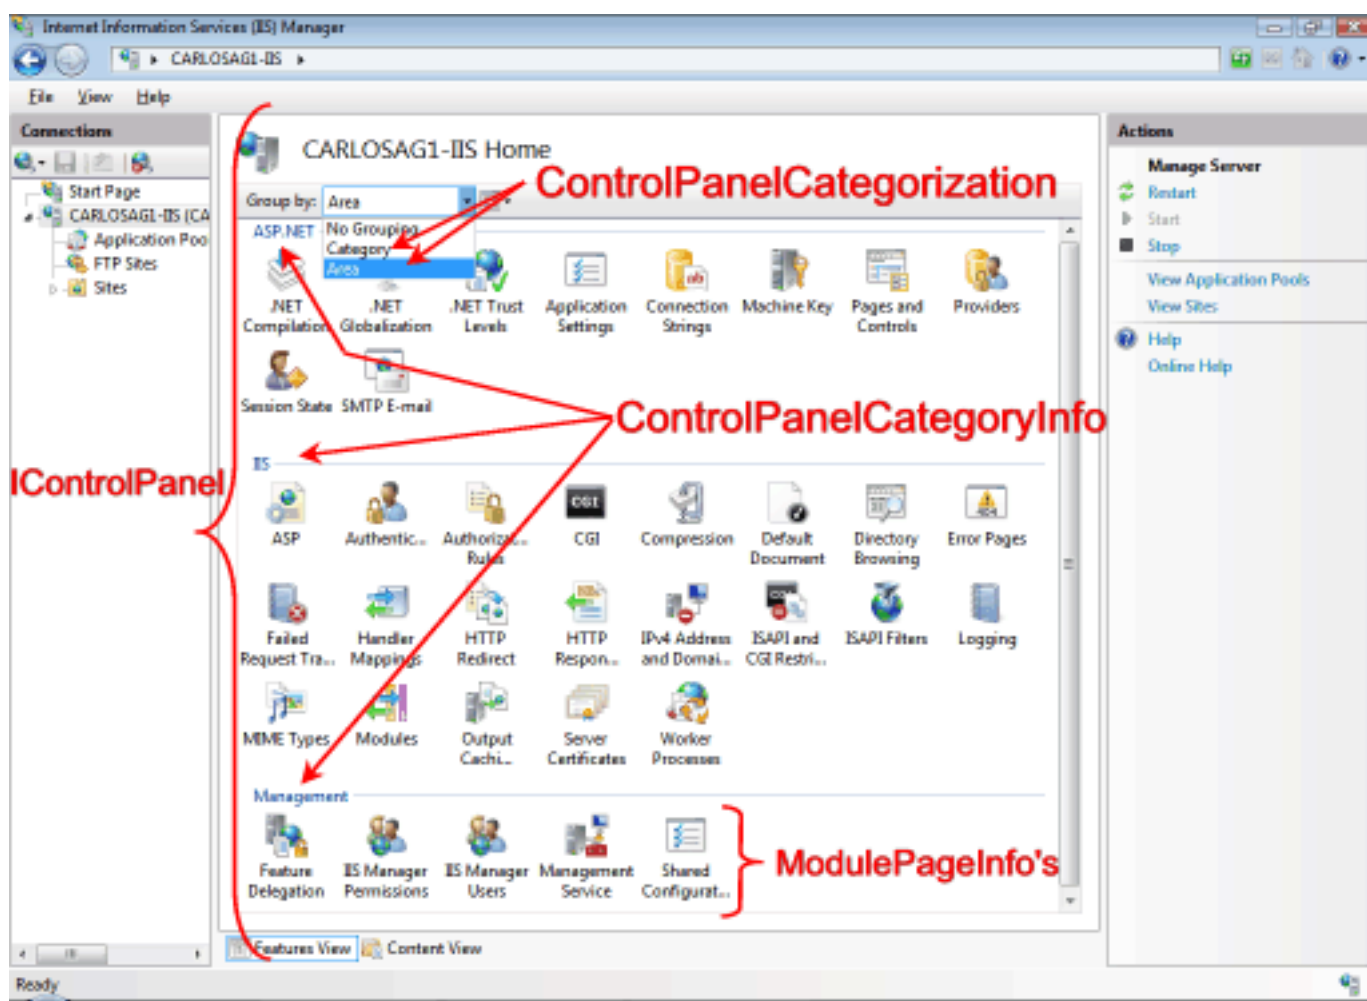 Internet Information Services (IIS) Manager
CARLOSAG1-IIS
File View Help
Connections
Start Page
CARLOSAG1-IIS (CA
Application Poo
FTP Sites
Sites
CARLOSAG1-IIS Home
Group by: Area
No Grouping
Category
Area
ControlPanelCategorization
ASP.NET
.NET Compilation
.NET Globalization
.NET Trust Levels
Application Settings
Connection Strings
Machine Key
Pages and Controls
Providers
Session State
SMTP E-mail
ControlPanelCategoryInfo
IControlPanel
IIS
ASP
Authentic...
Authorizat... Rules
CGI
Compression
Default Document
Directory Browsing
Error Pages
Failed Request Tra...
Handler Mappings
HTTP Redirect
HTTP Respon...
IPv4 Address and Domai...
ISAPI and CGI Restri...
ISAPI Filters
Logging
MIME Types
Modules
Output Cachi...
Server Certificates
Worker Processes
Management
Feature Delegation
IIS Manager Permissions
IIS Manager Users
Management Service
Shared Configurat...
ModulePageInfo's
Features View Content View
Actions
Manage Server
Restart
Start
Stop
View Application Pools
View Sites
Help
Online Help
Ready